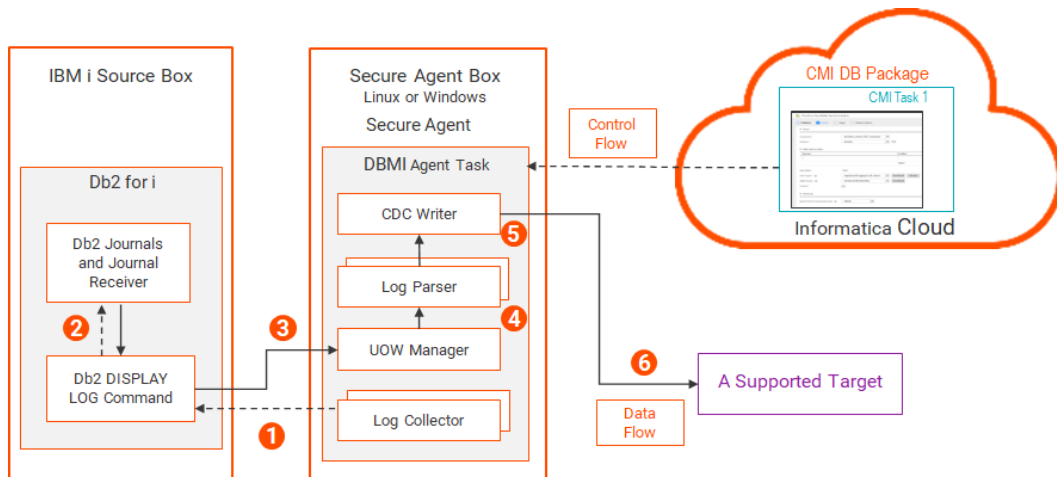 IBM i Source Box
Db2 for i
Db2 Journals
and Journal
Receiver
2
Db2 DISPLAY
LOG Command
1
3
Secure Agent Box
Linux or Windows
Secure Agent
DBMI Agent Task
CDC Writer
5
Log Parser
4
UOW Manager
Log Collector
Control
Flow
CMI DB Package
CMI Task 1
Informatica Cloud
6
A Supported Target
Data
Flow